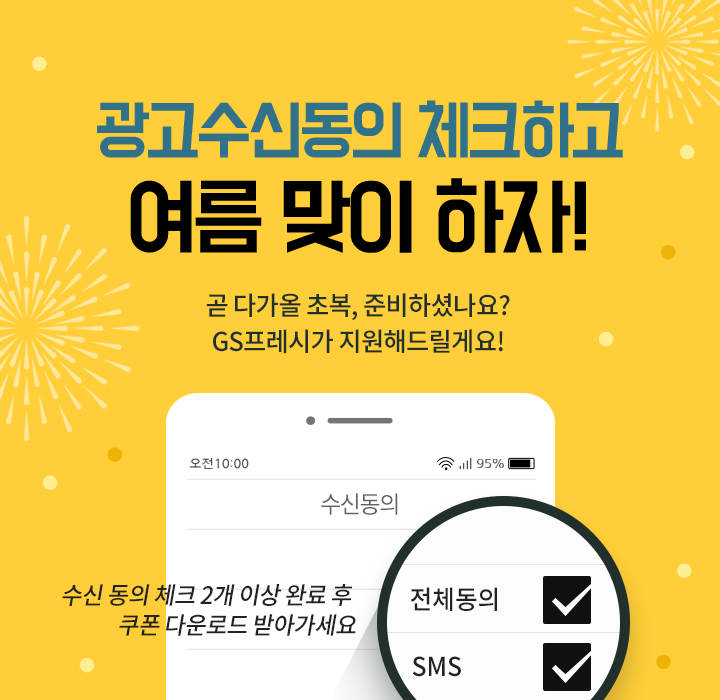 광고수신동의 체크하고
여름 맞이 하자!
곧 다가올 초복, 준비하셨나요?
GS프레시가 지원해드릴게요!
오전10:00
95%
수신동의
수신 동의 체크 2개 이상 완료 후
쿠폰 다운로드 받아가세요
전체동의
SMS